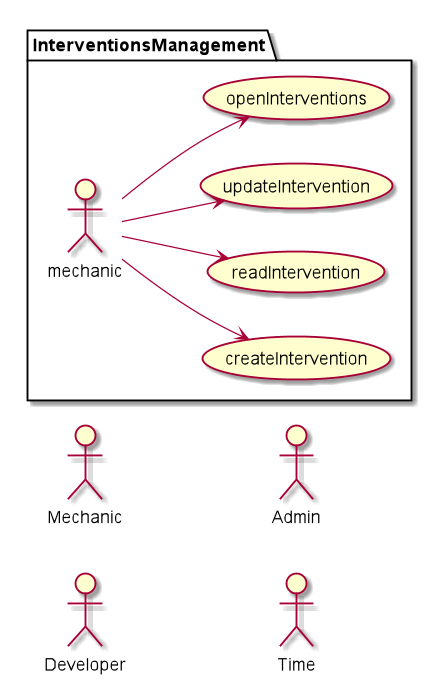 InterventionsManagement
openInterventions
updateIntervention
mechanic
readIntervention
createIntervention
Mechanic
Admin
Developer
Time